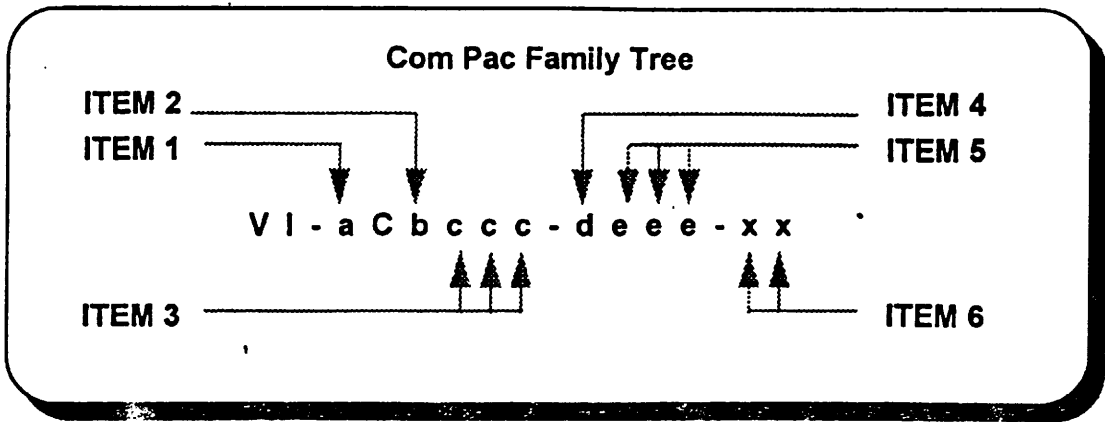 Com Pac Family Tree
ITEM 2 ITEM 4
ITEM 1 ITEM 5
V I - a C b c c c - d e e e - x x
ITEM 3 ITEM 6